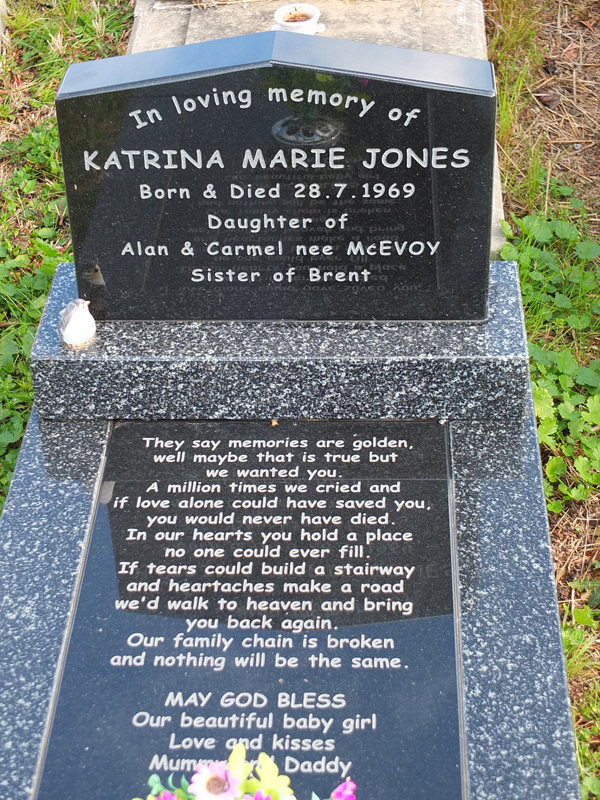 In loving memory of
KATRINA MARIE JONES
Born & Died 28.7.1969
Daughter of
Alan & Carmel nee McEVOY
Sister of Brent
They say memories are golden,
well maybe that is true but
we wanted you.
A million times we cried and
if love alone could have saved you,
you would never have died.
In our hearts you hold a place
no one could ever fill.
If tears could build a stairway
and heartaches make a road
we'd walk to heaven and bring
you back again.
Our family chain is broken
and nothing will be the same.
MAY GOD BLESS
Our beautiful baby girl
Love and kisses
Mummy and Daddy